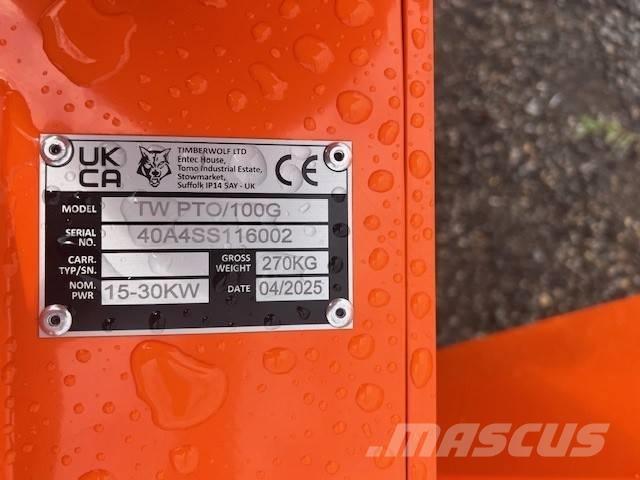 UK
CA
TIMBERWOLF LTD
Entec House,
Tomo Industrial Estate,
Stowmarket,
Suffolk IP14 5AY - UK
CE
MODEL TW PTO/100G
SERIAL NO. 40A4SS116002
CARR. TYP/SN.
GROSS WEIGHT 270KG
NOM. PWR 15-30KW
DATE 04/2025
MASCUS